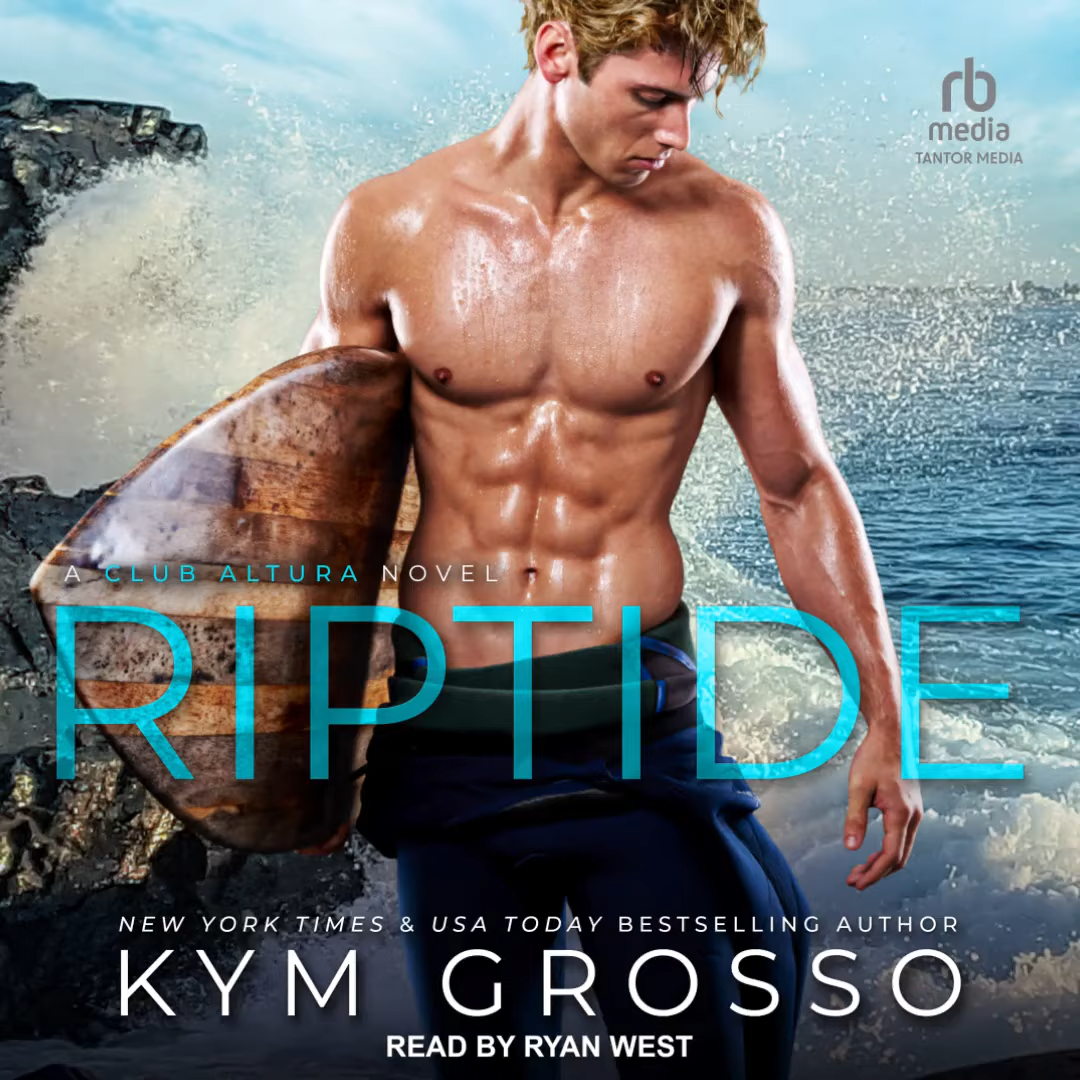 rb
media
TANTOR MEDIA
A CLUB ALTURA NOVEL
RIPTIDE
NEW YORK TIMES & USA TODAY BESTSELLING AUTHOR
KYM GROSSO
READ BY RYAN WEST